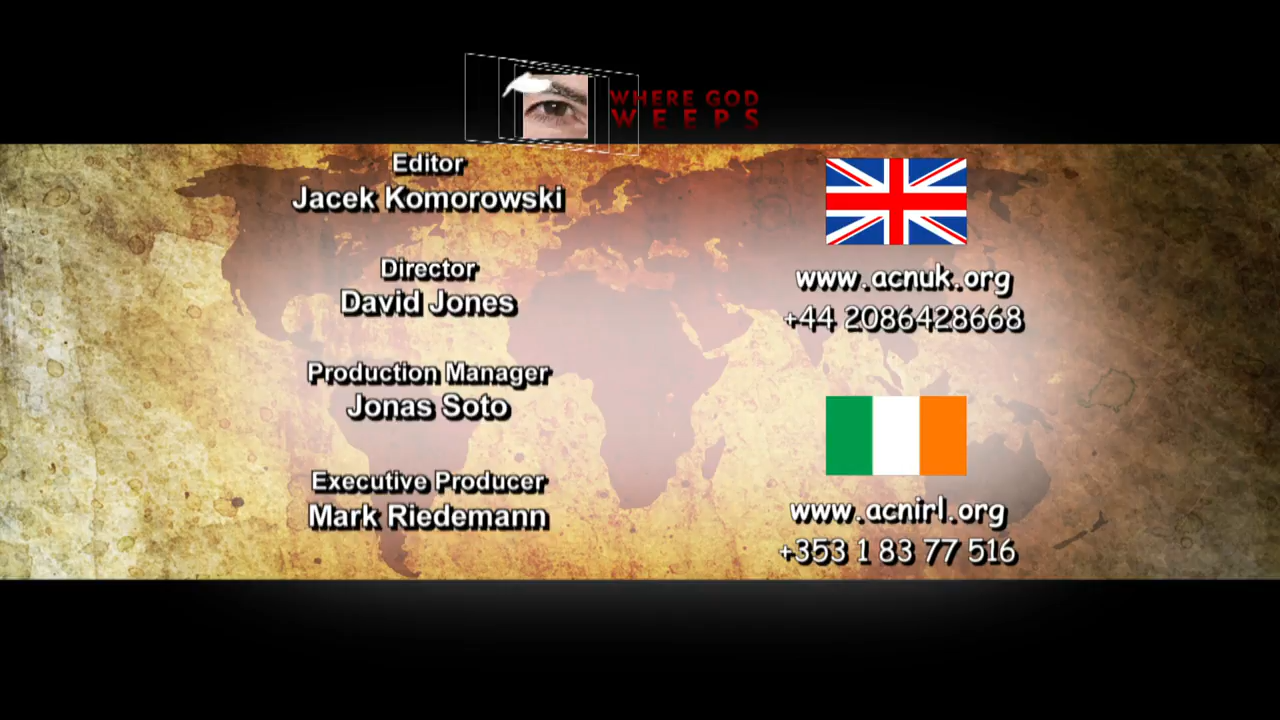 WHERE GOD
WEEPS
Editor
Jacek Komorowski
Director
David Jones
Production Manager
Jonas Soto
Executive Producer
Mark Riedemann
www.acnuk.org
+44 2086428668
www.acnirl.org
+353 1 83 77 516